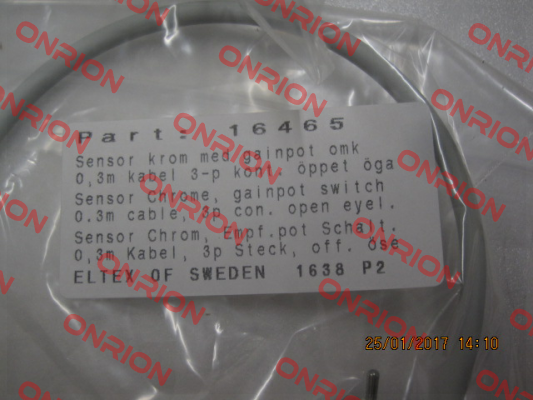 Part: 16465
Sensor krom med gainpot omk
0,3m kabel 3-p kont. öppet öga
Sensor Chrome, gainpot switch
0.3m cable, 3p con. open eyel.
Sensor Chrom, Empf.pot Schalt.
0,3m Kabel, 3p Steck, off. öse
ELTEX OF SWEDEN 1638 P2
25/01/2017 14:10
ONRION